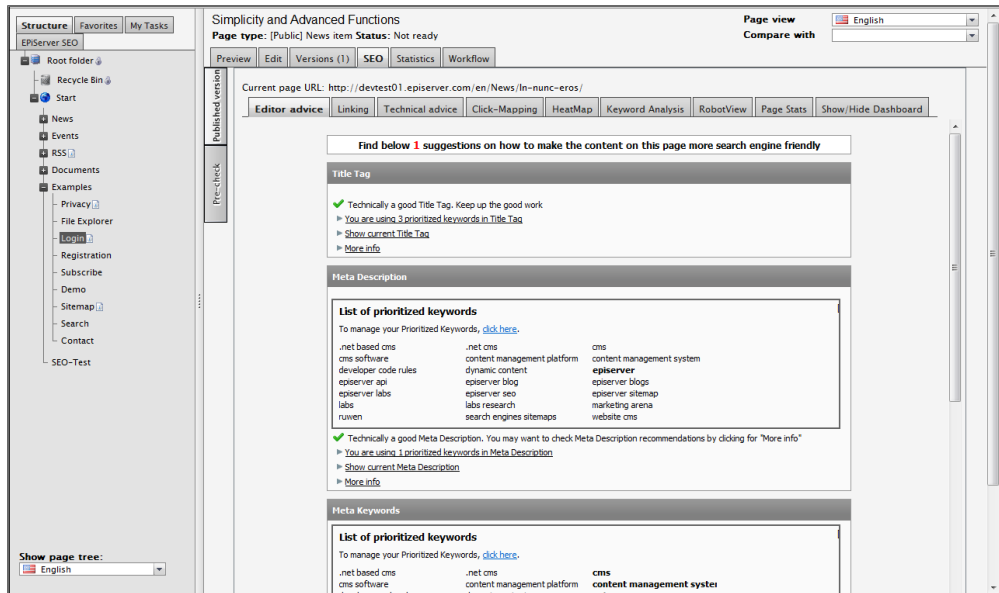 Structure Favorites My Tasks
EPiServer SEO
Root folder
Recycle Bin
Start
News
Events
RSS
Documents
Examples
Privacy
File Explorer
Login
Registration
Subscribe
Demo
Sitemap
Search
Contact
SEO-Test
Show page tree:
English
Simplicity and Advanced Functions
Page type: [Public] News item Status: Not ready
Page view English
Compare with
Preview Edit Versions (1) SEO Statistics Workflow
Published version
Pre-check
Current page URL: http://devtest01.episerver.com/en/News/In-nunc-eros/
Editor advice Linking Technical advice Click-Mapping HeatMap Keyword Analysis RobotView Page Stats Show/Hide Dashboard
Find below 1 suggestions on how to make the content on this page more search engine friendly
Title Tag
Technically a good Title Tag. Keep up the good work
You are using 3 prioritized keywords in Title Tag
Show current Title Tag
More info
Meta Description
List of prioritized keywords
To manage your Prioritized Keywords, click here.
.net based cms .net cms cms
cms software content management platform content management system
developer code rules dynamic content episerver
episerver api episerver blog episerver blogs
episerver labs episerver seo episerver sitemap
labs labs research marketing arena
ruwen search engines sitemaps website cms
Technically a good Meta Description. You may want to check Meta Description recommendations by clicking for "More info"
You are using 1 prioritized keywords in Meta Description
Show current Meta Description
More info
Meta Keywords
List of prioritized keywords
To manage your Prioritized Keywords, click here.
.net based cms .net cms cms
cms software content management platform content management